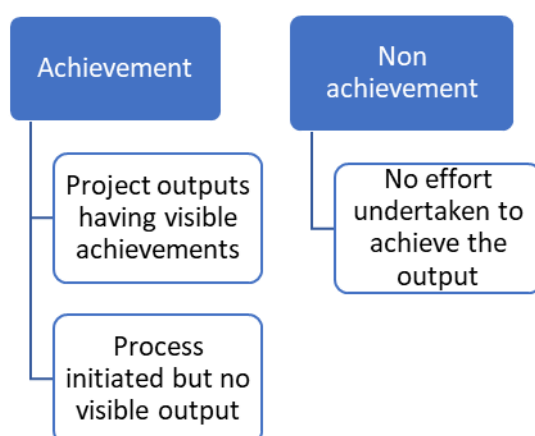 Achievement
Project outputs
having visible
achievements
Process
initiated but no
visible output
Non
achievement
No effort
undertaken to
achieve the
output